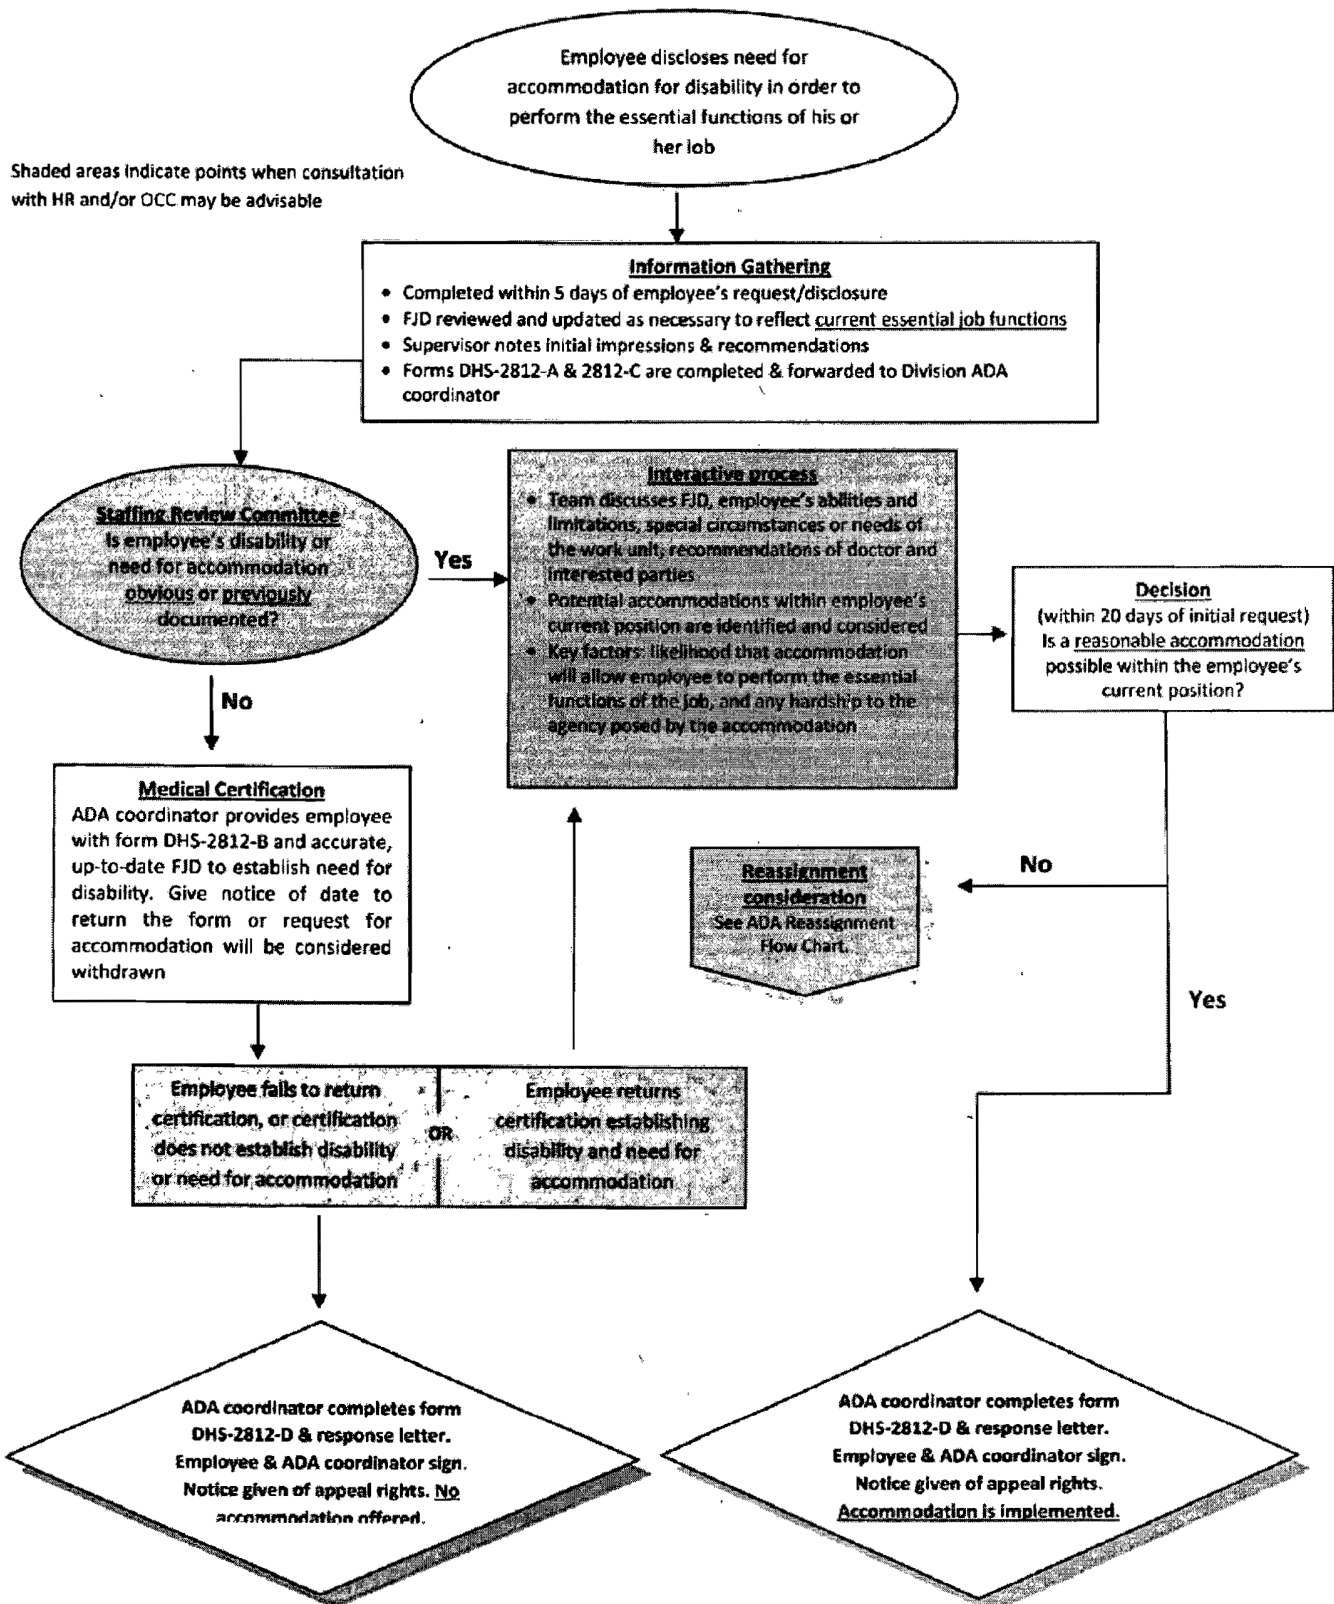 Employee discloses need for
accommodation for disability in order to
perform the essential functions of his or
her job
Shaded areas indicate points when consultation
with HR and/or OCC may be advisable
Information Gathering
• Completed within 5 days of employee's request/disclosure
• FJD reviewed and updated as necessary to reflect current essential job functions
• Supervisor notes initial impressions & recommendations
• Forms DHS-2812-A & 2812-C are completed & forwarded to Division ADA
coordinator
Staffing Review Committee
Is employee's disability or
need for accommodation
obvious or previously
documented?
Yes
No
Interactive process
• Team discusses FJD, employee's abilities and
limitations, special circumstances or needs of
the work unit, recommendations of doctor and
interested parties
• Potential accommodations within employee's
current position are identified and considered
• Key factors: likelihood that accommodation
will allow employee to perform the essential
functions of the job, and any hardship to the
agency posed by the accommodation
Decision
(within 20 days of initial request)
Is a reasonable accommodation
possible within the employee's
current position?
Medical Certification
ADA coordinator provides employee
with form DHS-2812-B and accurate,
up-to-date FJD to establish need for
disability. Give notice of date to
return the form or request for
accommodation will be considered
withdrawn
Reassignment
consideration
See ADA Reassignment
Flow Chart.
No
Yes
Employee fails to return
certification, or certification
does not establish disability
or need for accommodation
OR
Employee returns
certification establishing
disability and need for
accommodation
ADA coordinator completes form
DHS-2812-D & response letter.
Employee & ADA coordinator sign.
Notice given of appeal rights. No
accommodation offered.
ADA coordinator completes form
DHS-2812-D & response letter.
Employee & ADA coordinator sign.
Notice given of appeal rights.
Accommodation is implemented.